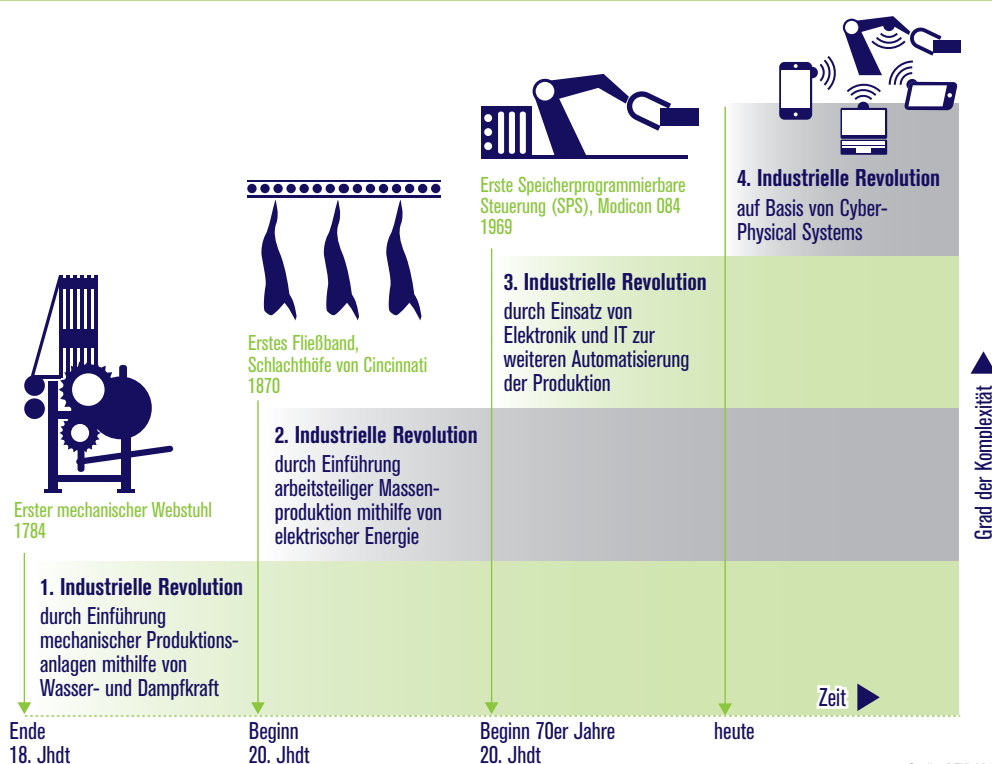 Erste Speicherprogrammierbare
Steuerung (SPS), Modicon 084
1969
4. Industrielle Revolution
auf Basis von Cyber-
Physical Systems
3. Industrielle Revolution
durch Einsatz von
Elektronik und IT zur
weiteren Automatisierung
der Produktion
Erstes Fließband,
Schlachthöfe von Cincinnati
1870
2. Industrielle Revolution
durch Einführung
arbeitsteiliger Massen-
produktion mithilfe von
elektrischer Energie
Erster mechanischer Webstuhl
1784
1. Industrielle Revolution
durch Einführung
mechanischer Produktions-
anlagen mithilfe von
Wasser- und Dampfkraft
Grad der Komplexität
Zeit
Ende
18. Jhdt
Beginn
20. Jhdt
Beginn 70er Jahre
20. Jhdt
heute